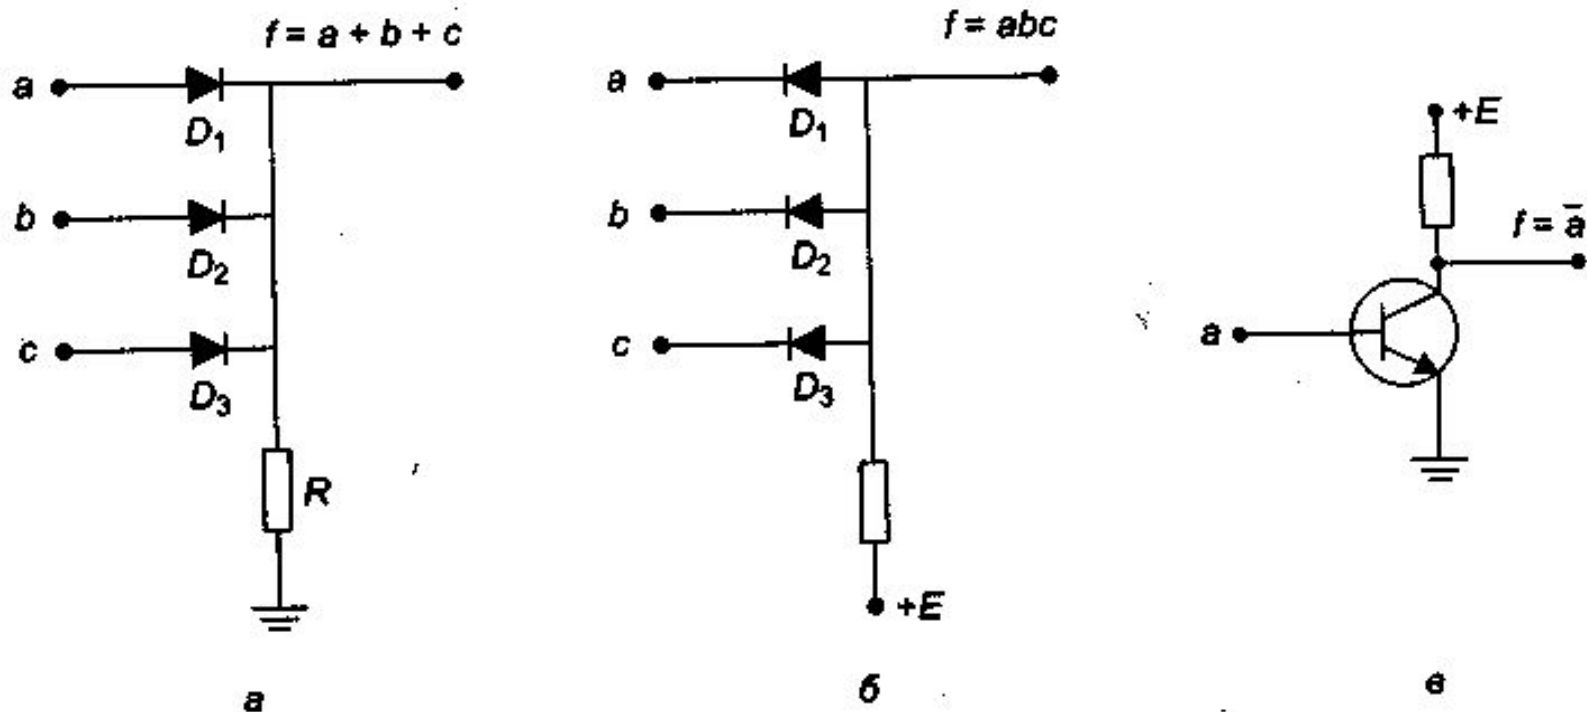 f = a + b + c
a
D₁
b
D₂
c
D₃
R
а
f = abc
a
D₁
b
D₂
c
D₃
+E
б
+E
f = a̅
a
в